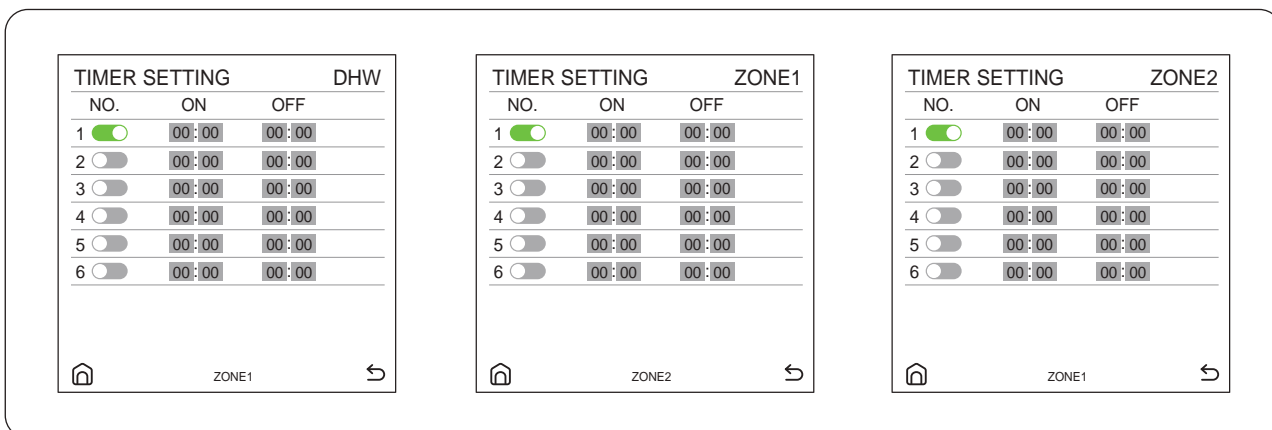 TIMER SETTING DHW
NO. ON OFF
1 00:00 00:00
2 00:00 00:00
3 00:00 00:00
4 00:00 00:00
5 00:00 00:00
6 00:00 00:00
ZONE1
TIMER SETTING ZONE1
NO. ON OFF
1 00:00 00:00
2 00:00 00:00
3 00:00 00:00
4 00:00 00:00
5 00:00 00:00
6 00:00 00:00
ZONE2
TIMER SETTING ZONE2
NO. ON OFF
1 00:00 00:00
2 00:00 00:00
3 00:00 00:00
4 00:00 00:00
5 00:00 00:00
6 00:00 00:00
ZONE1